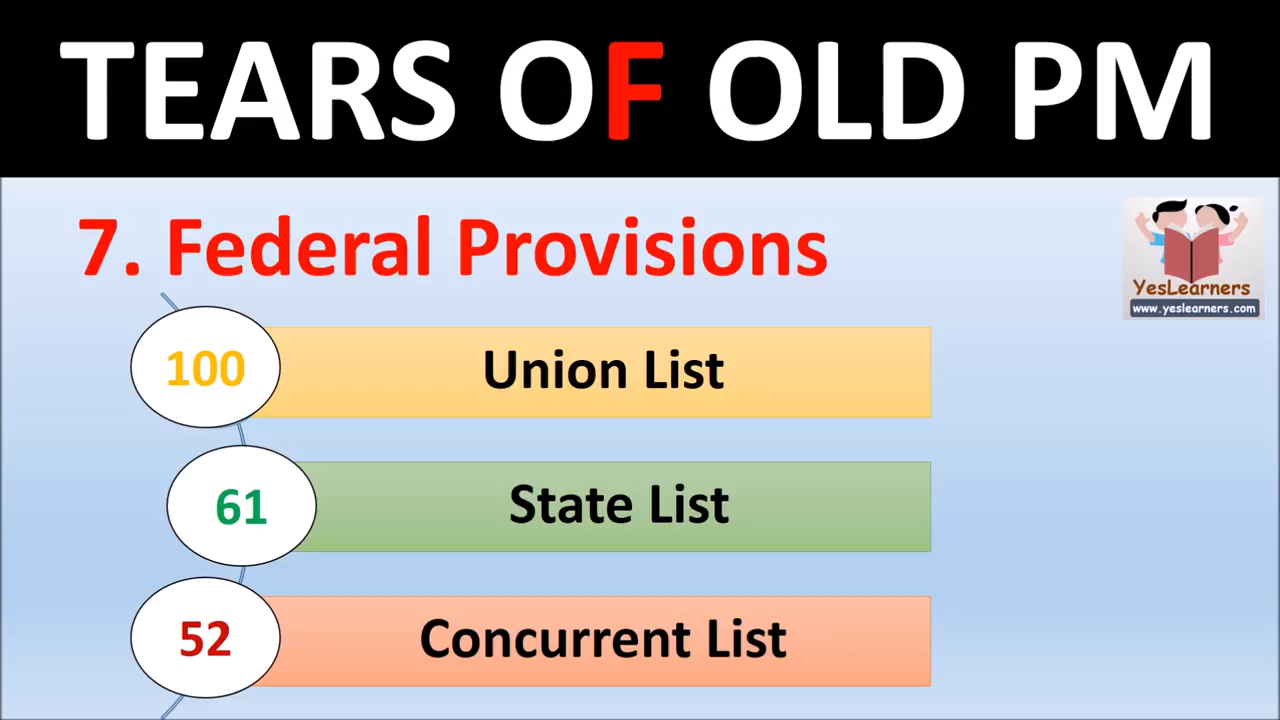 TEARS OF OLD PM
7. Federal Provisions
YesLearners
www.yeslearners.com
100 Union List
61 State List
52 Concurrent List